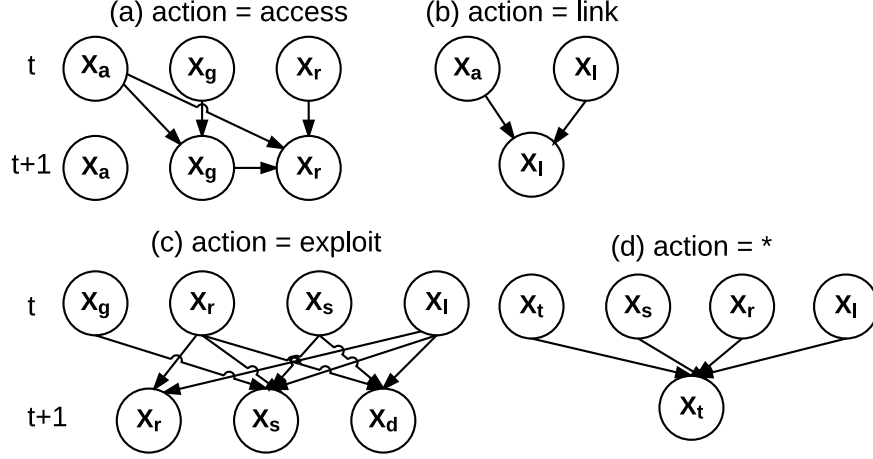 (a) action = access (b) action = link
t Xa Xg Xr Xa Xl
t+1 Xa Xg Xr Xl
(c) action = exploit (d) action = *
t Xg Xr Xs Xl Xt Xs Xr Xl
t+1 Xr Xs Xd Xt